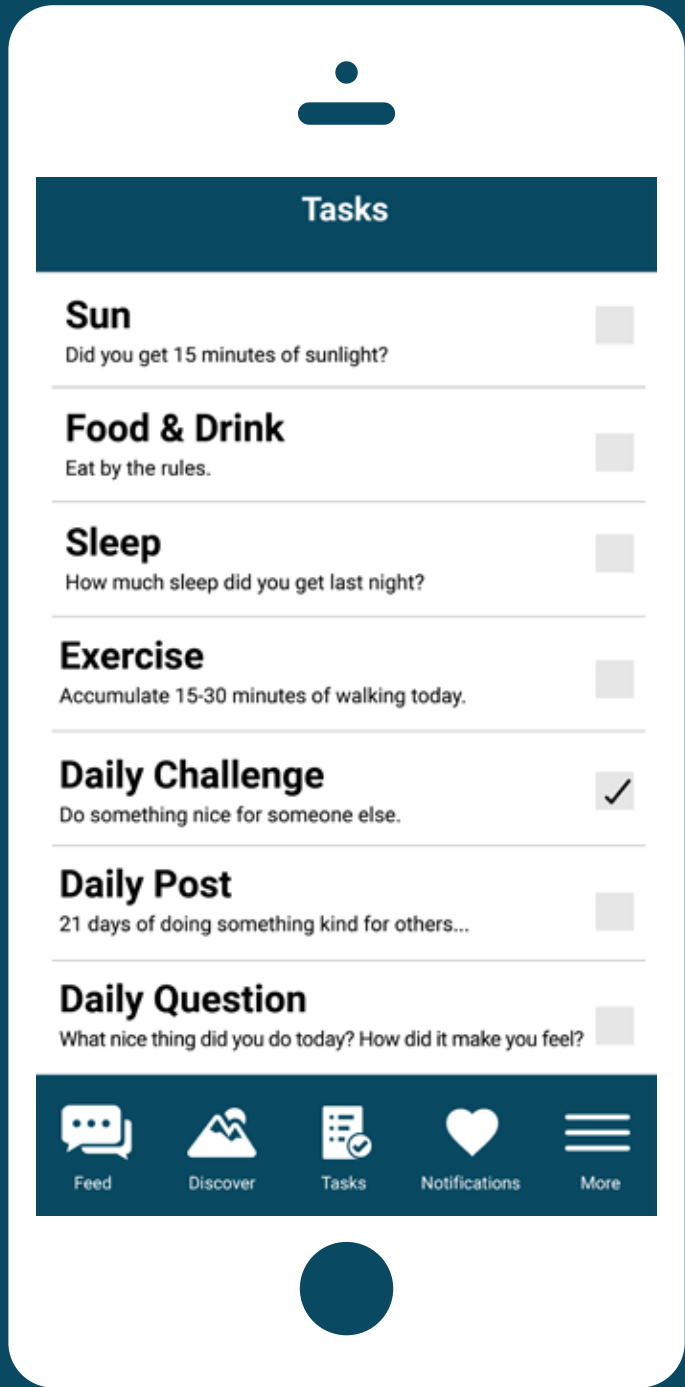 Tasks
Sun
Did you get 15 minutes of sunlight?
Food & Drink
Eat by the rules.
Sleep
How much sleep did you get last night?
Exercise
Accumulate 15-30 minutes of walking today.
Daily Challenge
Do something nice for someone else.
Daily Post
21 days of doing something kind for others...
Daily Question
What nice thing did you do today? How did it make you feel?
Feed
Discover
Tasks
Notifications
More